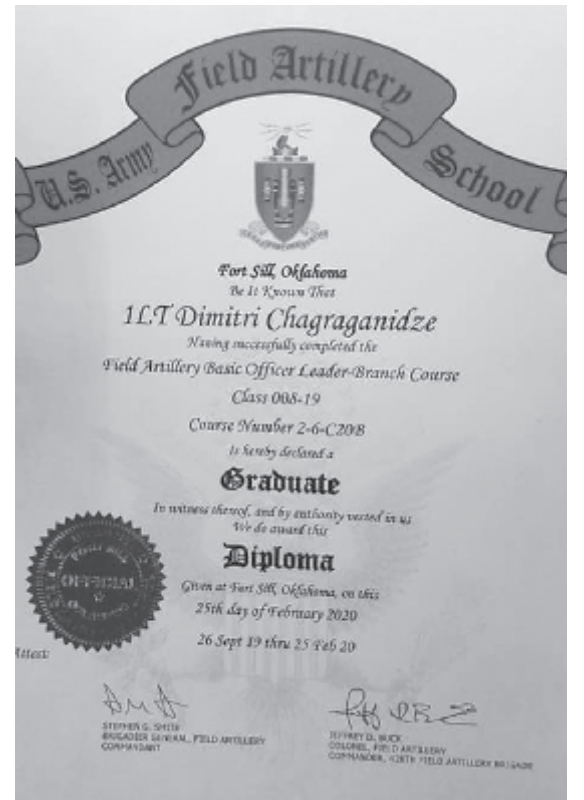 U.S. Army Field Artillery School
Fort Sill, Oklahoma
Be It Known That
1LT Dimitri Chagraganidze
Having successfully completed the
Field Artillery Basic Officer Leader-Branch Course
Class 008-19
Course Number 2-6-C20B
Is hereby declared a
Graduate
In witness thereof, and by authority vested in us
We do award this
Diploma
Given at Fort Sill, Oklahoma, on this
25th day of February 2020
26 Sept 19 thru 25 Feb 20
OFFICIAL
Attest:
STEPHEN G. SMITH
BRIGADIER GENERAL, FIELD ARTILLERY
COMMANDANT
JEFFREY D. BUCK
COLONEL, FIELD ARTILLERY
COMMANDER, 428TH FIELD ARTILLERY BRIGADE